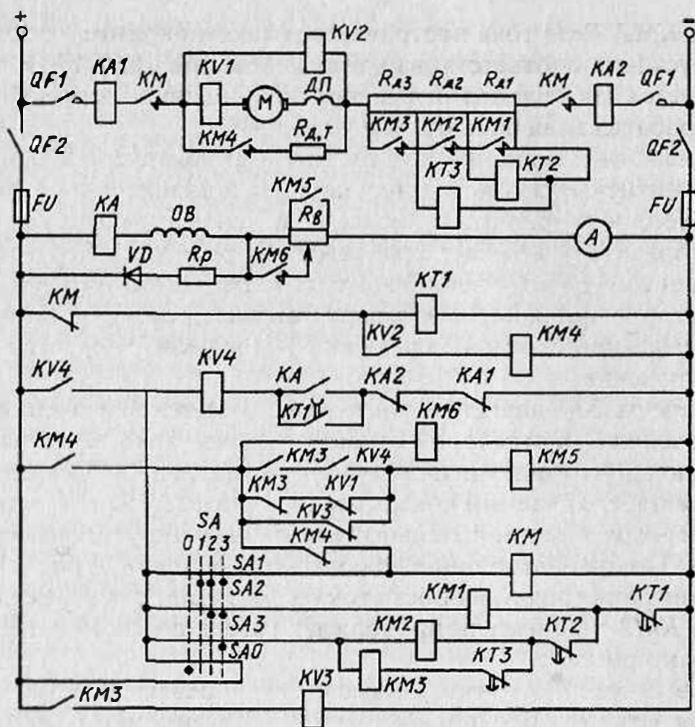 + −
KV2
QF1 KA1 KM KV1 M ДП RД3 RД2 RД1 KM KA2 QF1
KM4 RД.Т KM3 KM2 KM1
QF2 KT3 KT2 QF2
FU KA ОВ KM5 RВ A FU
VD Rр KM6
KM KT1
KV2 KM4
KV4 KV4 KA KA2 KA1
KT1 KM6
KM4 KM3 KV4 KM5
KM3 KV1
KV3
SA KM4 KM
0 1 2 3
SA1
SA2 KM1 KT1
SA3 KM2 KT2
SA0 KT3
KM3 KM3 KV3